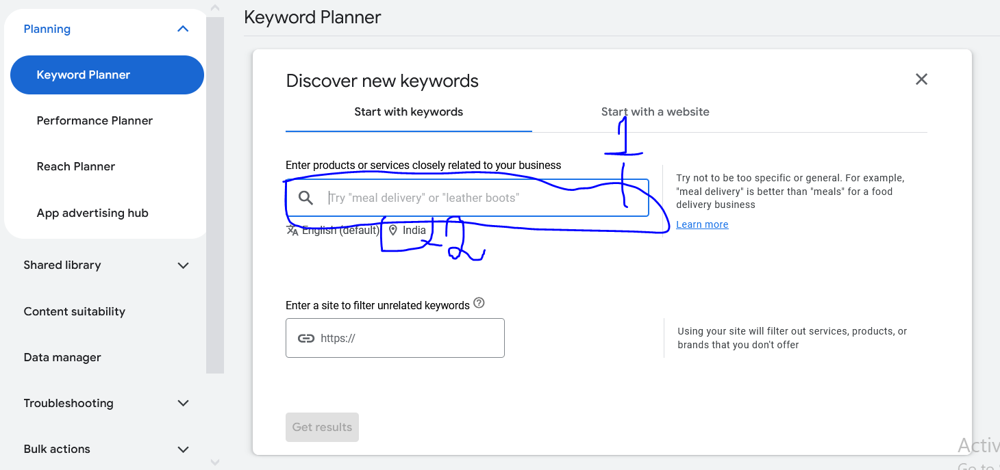 Planning
Keyword Planner
Performance Planner
Reach Planner
App advertising hub
Shared library
Content suitability
Data manager
Troubleshooting
Bulk actions
Keyword Planner
Discover new keywords
Start with keywords
Start with a website
1
Enter products or services closely related to your business
Try "meal delivery" or "leather boots"
Try not to be too specific or general. For example,
"meal delivery" is better than "meals" for a food
delivery business
Learn more
English (default)
India
2
Enter a site to filter unrelated keywords
https://
Using your site will filter out services, products, or
brands that you don't offer
Get results
Activ
Go to